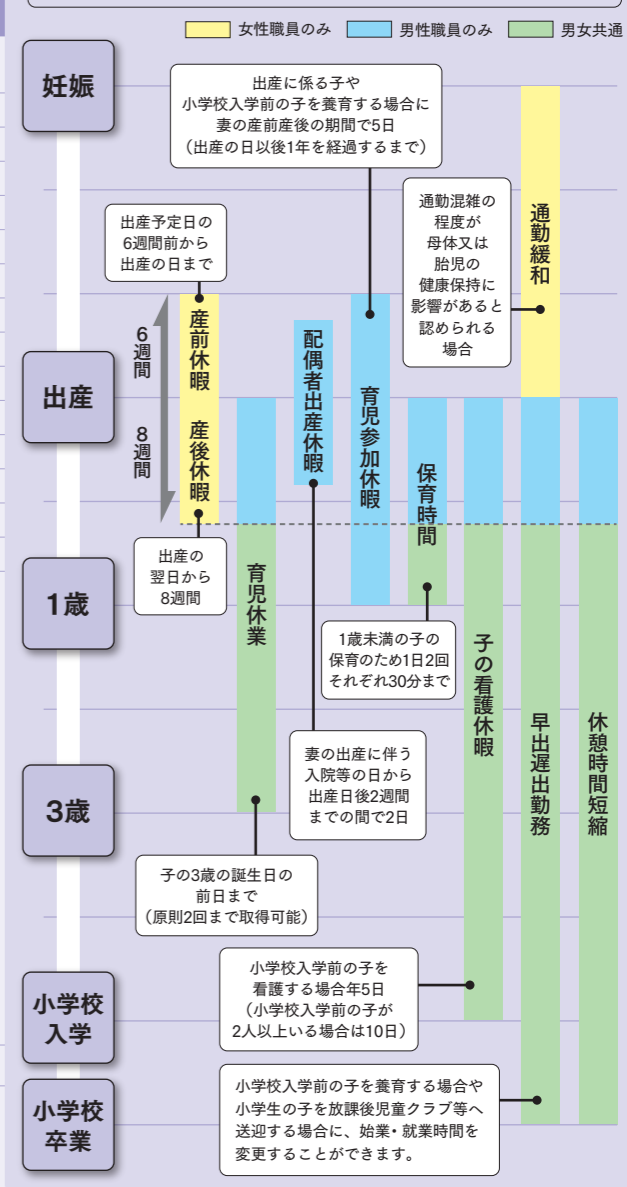 女性職員のみ 男性職員のみ 男女共通
妊娠
出産に係る子や
小学校入学前の子を養育する場合に
妻の産前産後の期間で5日
（出産の日以後1年を経過するまで）
出産予定日の
6週間前から
出産の日まで
通勤混雑の
程度が
母体又は
胎児の
健康保持に
影響があると
認められる
場合
通勤緩和
6週間
産前休暇
配偶者出産休暇
育児参加休暇
出産
8週間
産後休暇
保育時間
出産の
翌日から
8週間
1歳
育児休業
1歳未満の子の
保育のため1日2回
それぞれ30分まで
子の看護休暇
早出遅出勤務
休憩時間短縮
妻の出産に伴う
入院等の日から
出産日後2週間
までの間で2日
3歳
子の3歳の誕生日の
前日まで
（原則2回まで取得可能）
小学校
入学
小学校入学前の子を
看護する場合年5日
（小学校入学前の子が
2人以上いる場合は10日）
小学校
卒業
小学校入学前の子を養育する場合や
小学生の子を放課後児童クラブ等へ
送迎する場合に、始業・就業時間を
変更することができます。